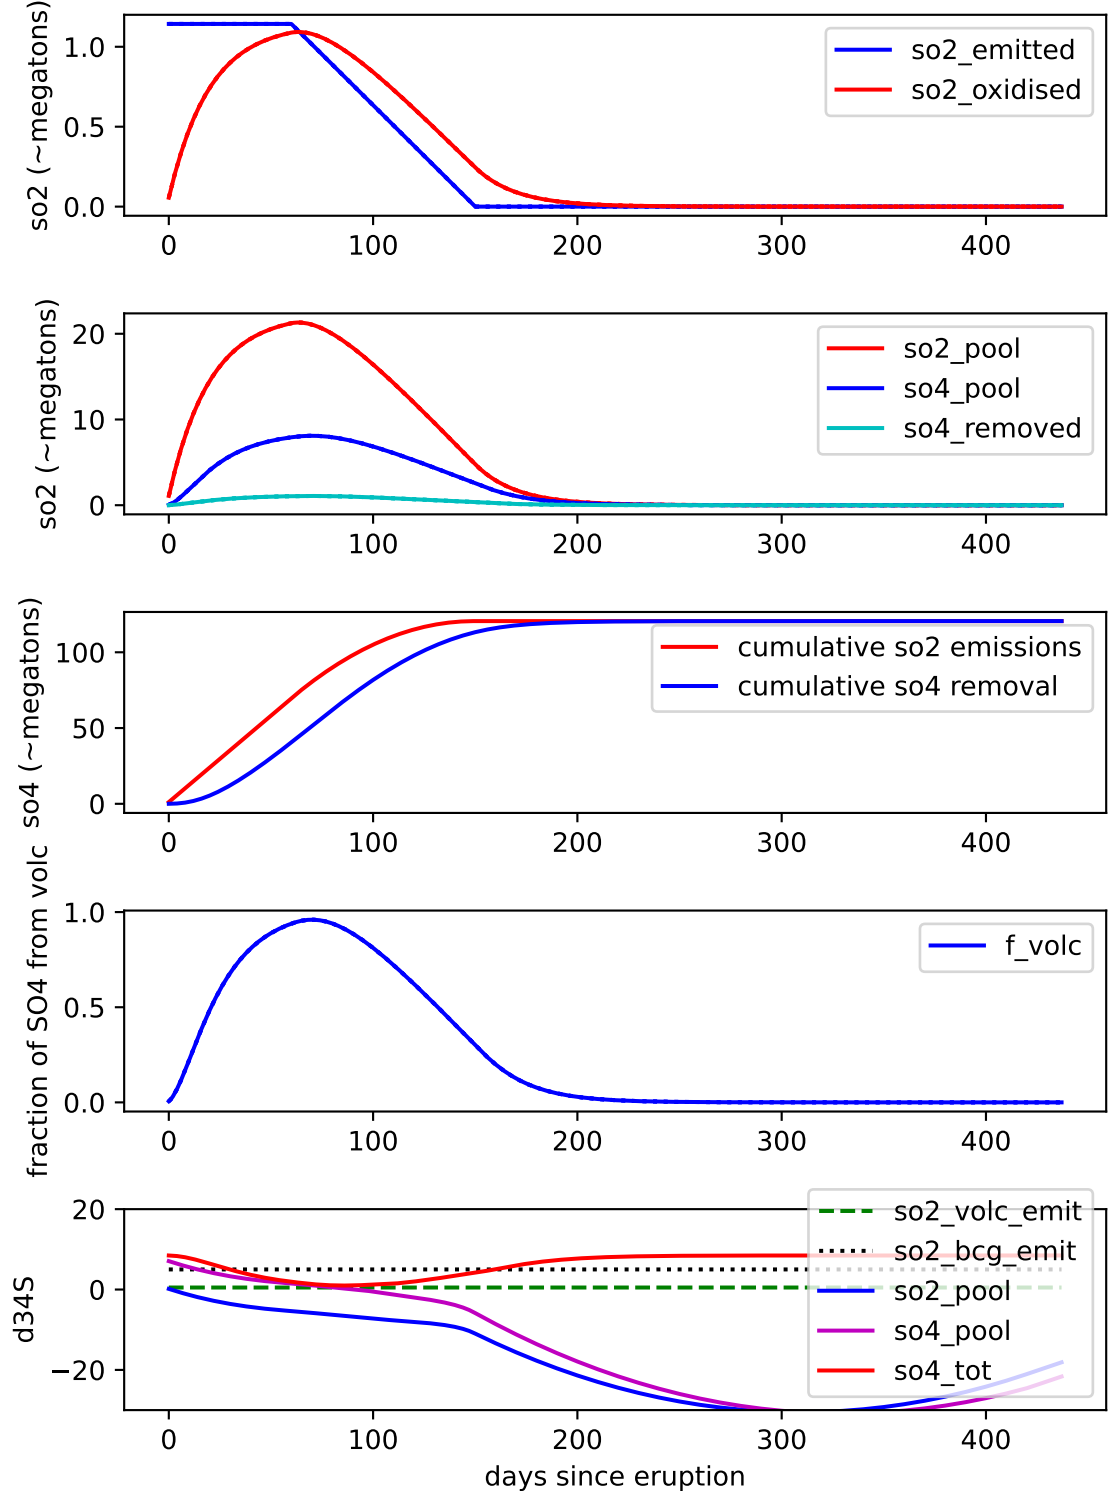 so2 (~megatons)
1.0
0.5
0.0
so2_emitted
so2_oxidised
0
100
200
300
400
so2 (~megatons)
20
10
0
so2_pool
so4_pool
so4_removed
0
100
200
300
400
so4 (~megatons)
100
50
0
cumulative so2 emissions
cumulative so4 removal
0
100
200
300
400
fraction of SO4 from volc
1.0
0.5
0.0
f_volc
0
100
200
300
400
d34S
20
0
−20
so2_volc_emit
so2_bcg_emit
so2_pool
so4_pool
so4_tot
0
100
200
300
400
days since eruption